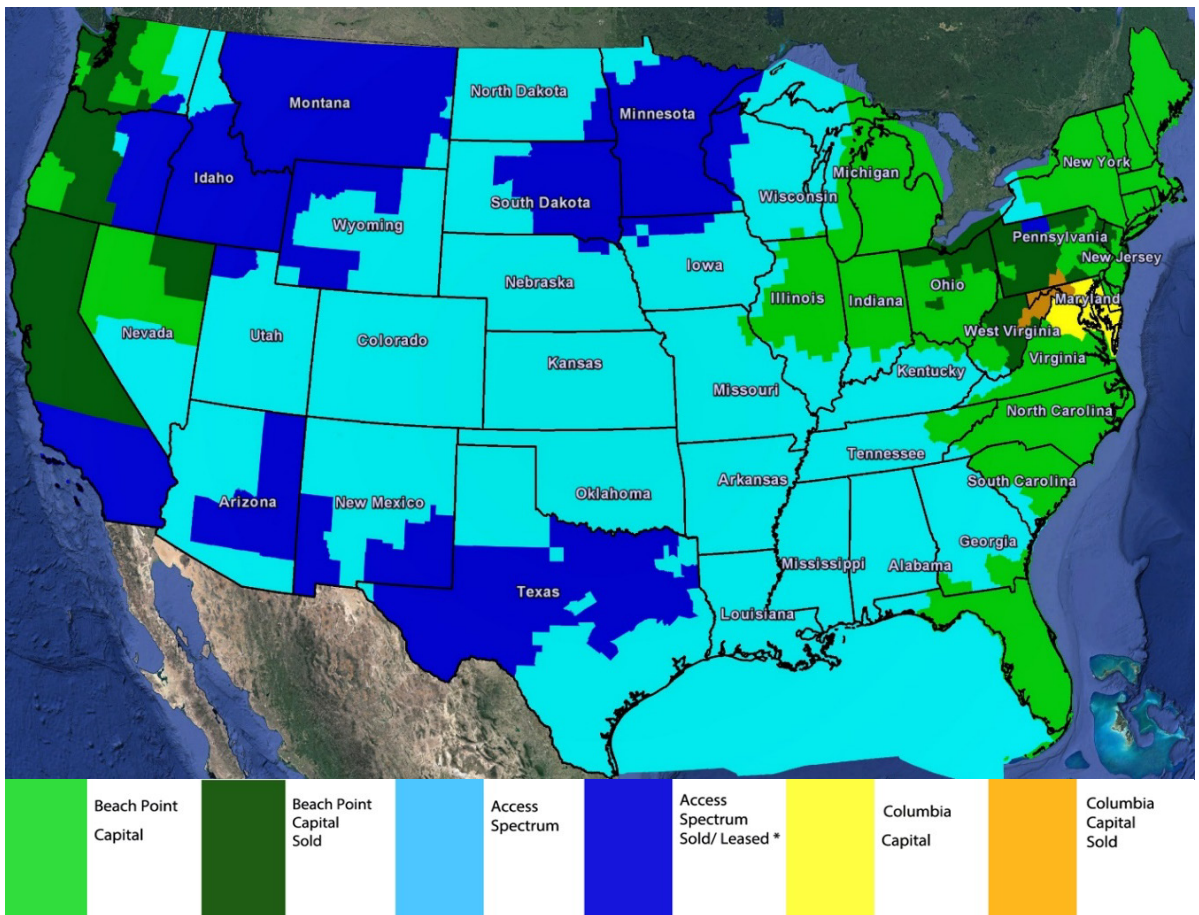 Montana
North Dakota
Minnesota
Idaho
Wyoming
South Dakota
Wisconsin
Michigan
New York
Pennsylvania
New Jersey
Nebraska
Iowa
Illinois
Indiana
Ohio
Maryland
West Virginia
Virginia
Nevada
Utah
Colorado
Kansas
Missouri
Kentucky
North Carolina
Tennessee
South Carolina
Arizona
New Mexico
Oklahoma
Arkansas
Georgia
Mississippi
Alabama
Texas
Louisiana
Beach Point
Capital
Beach Point
Capital
Sold
Access
Spectrum
Access
Spectrum
Sold/ Leased *
Columbia
Capital
Columbia
Capital
Sold